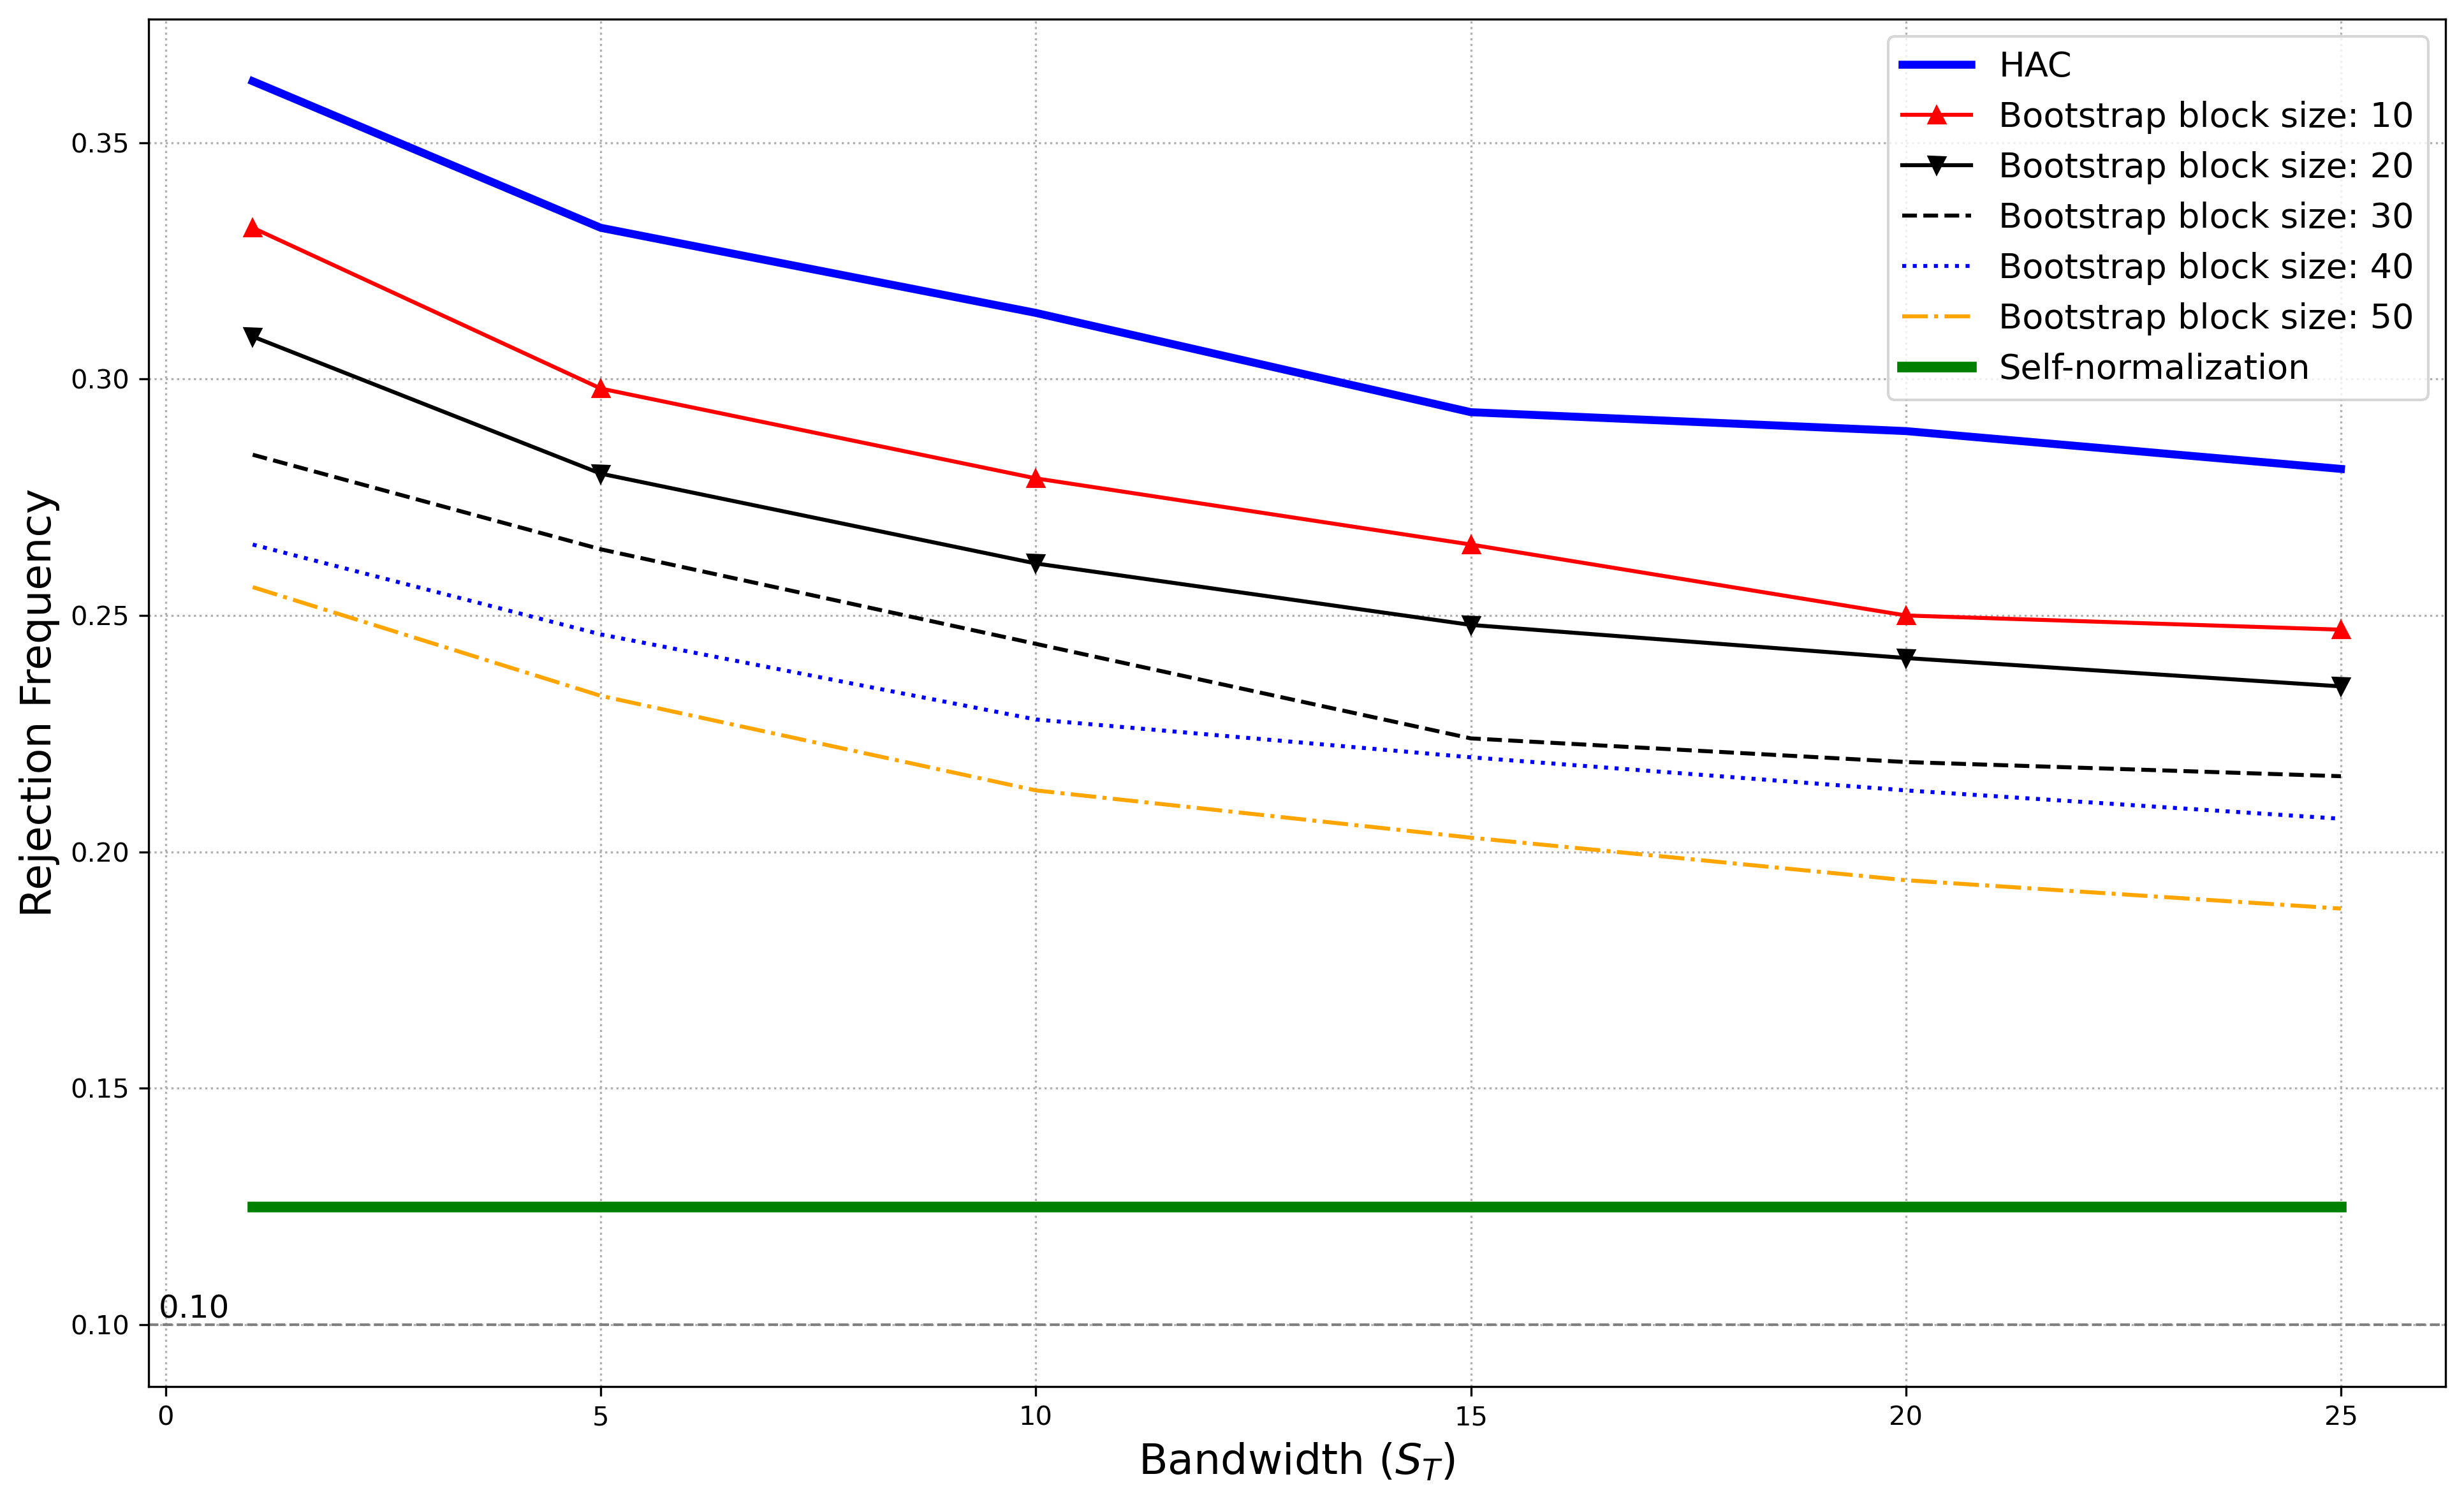 HAC
Bootstrap block size: 10
Bootstrap block size: 20
Bootstrap block size: 30
Bootstrap block size: 40
Bootstrap block size: 50
Self-normalization
Rejection Frequency
0.35
0.30
0.25
0.20
0.15
0.10
0.10
0 5 10 15 20 25
Bandwidth (S_T)